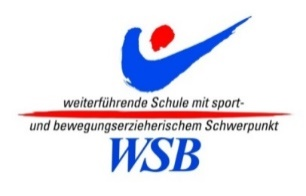 weiterführende Schule mit sport-
und bewegungserzieherischem Schwerpunkt
WSB